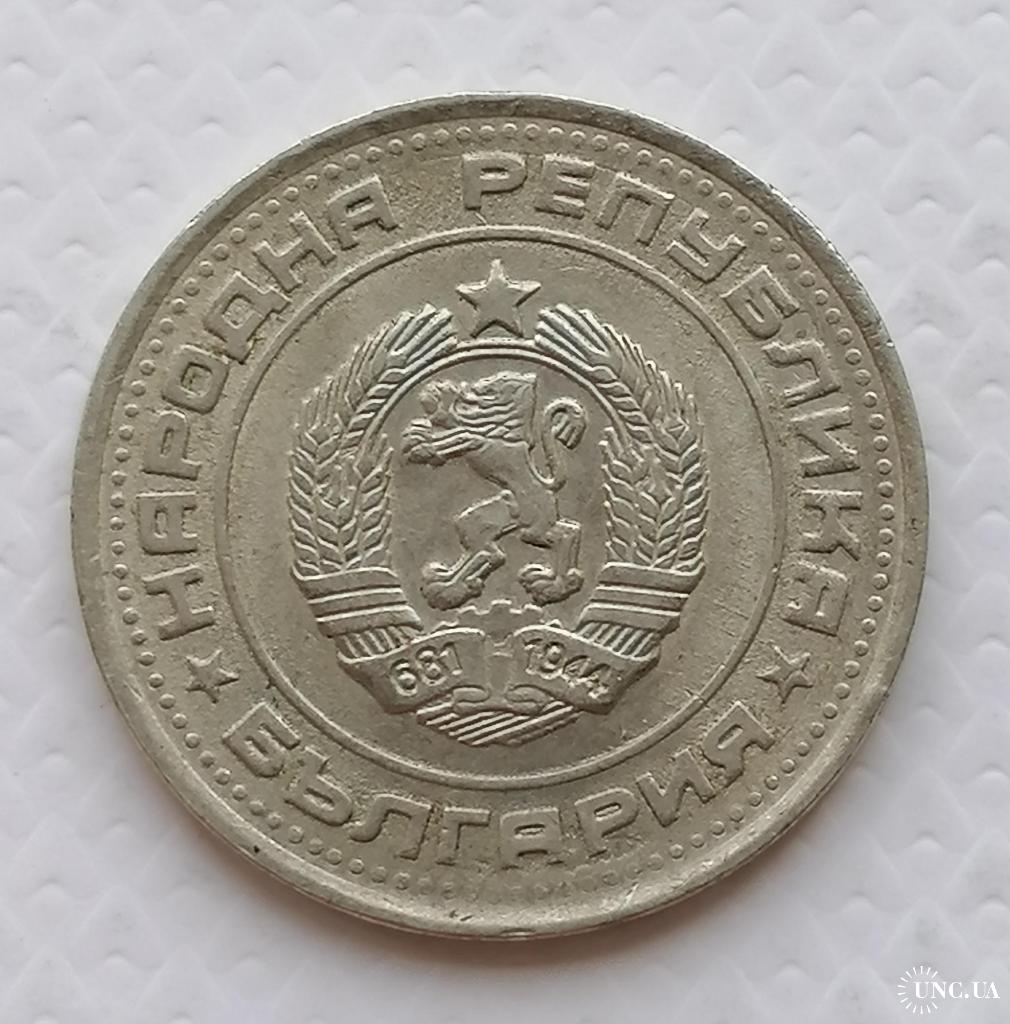 НАРОДНА РЕПУБЛИКА
681 1944
БЪЛГАРИЯ
UNC.UA